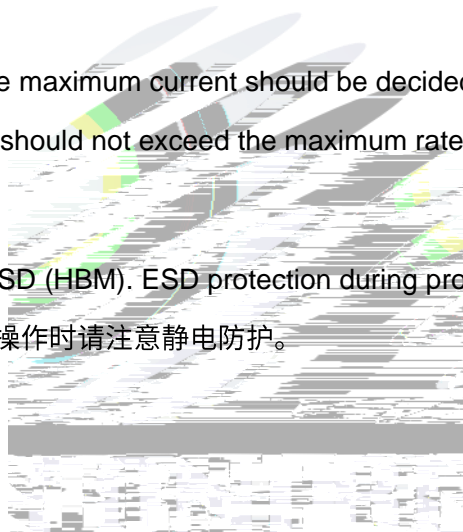 e maximum current should be decided
should not exceed the maximum rate
SD (HBM). ESD protection during pro
操作时请注意静电防护。